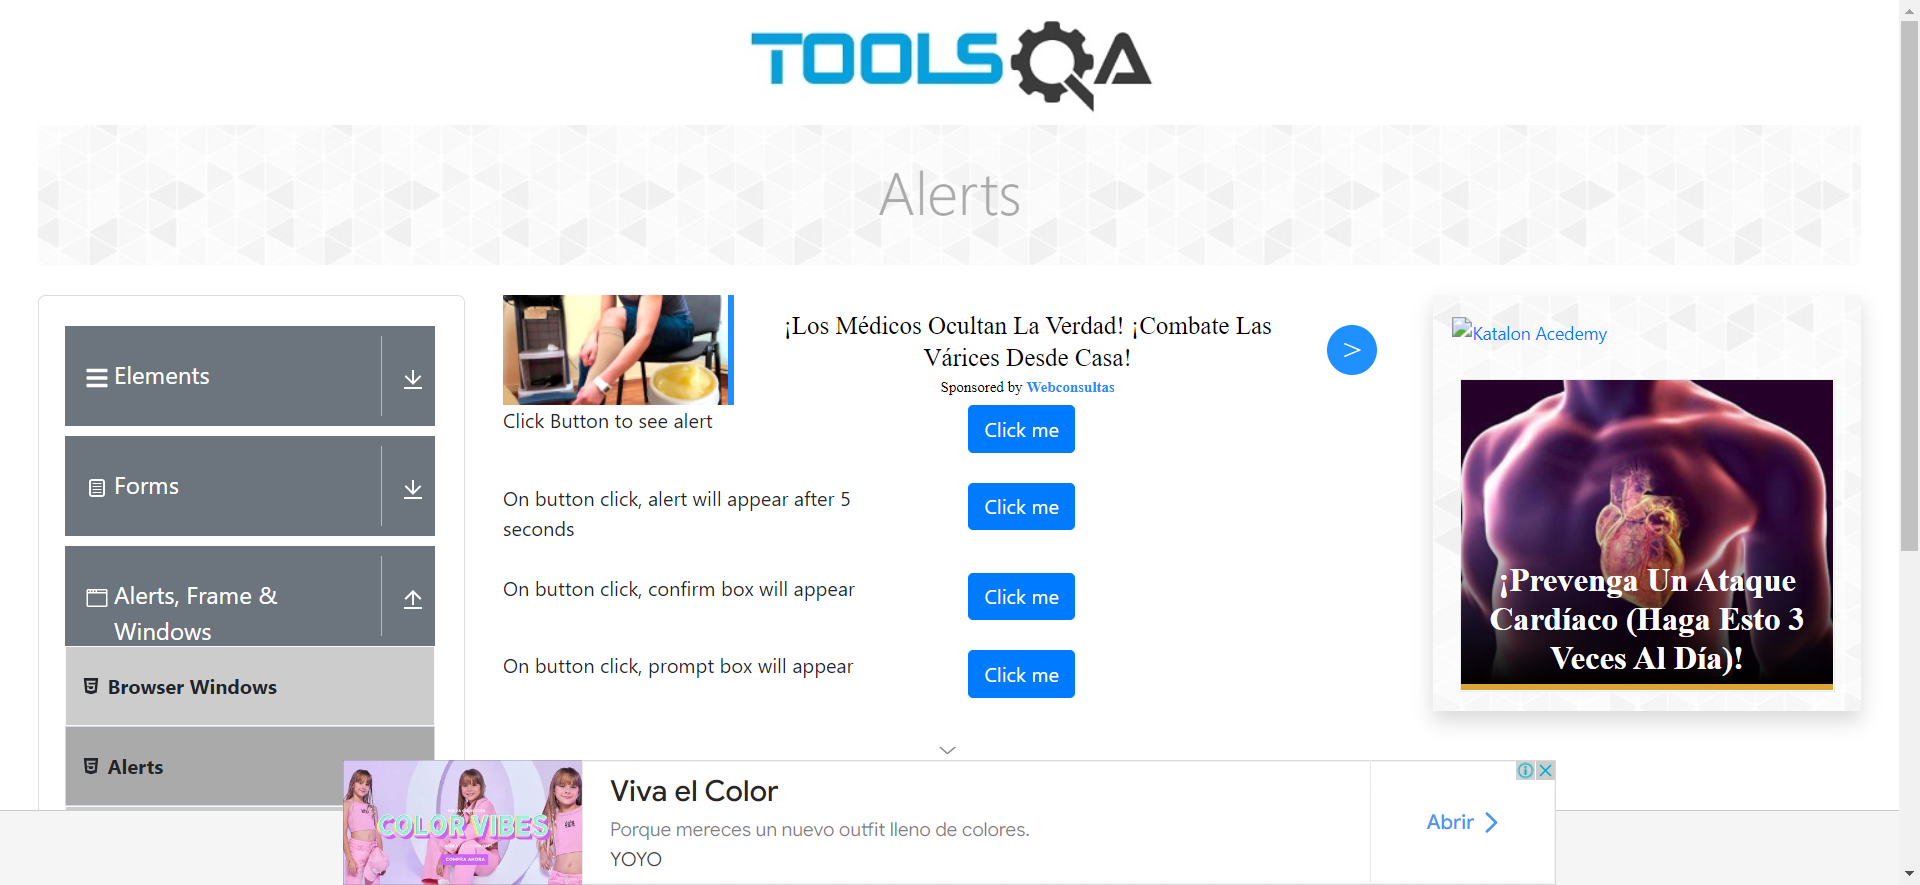 TOOLSQA
Alerts
Elements
Forms
Alerts, Frame &
Windows
Browser Windows
Alerts
¡Los Médicos Ocultan La Verdad! ¡Combate Las
Várices Desde Casa!
Sponsored by Webconsultas
>
Click Button to see alert
Click me
On button click, alert will appear after 5
seconds
Click me
On button click, confirm box will appear
Click me
On button click, prompt box will appear
Click me
Katalon Acedemy
¡Prevenga Un Ataque
Cardíaco (Haga Esto 3
Veces Al Día)!
COLOR VIBES
COMPRA AHORA
Viva el Color
Porque mereces un nuevo outfit lleno de colores.
YOYO
Abrir